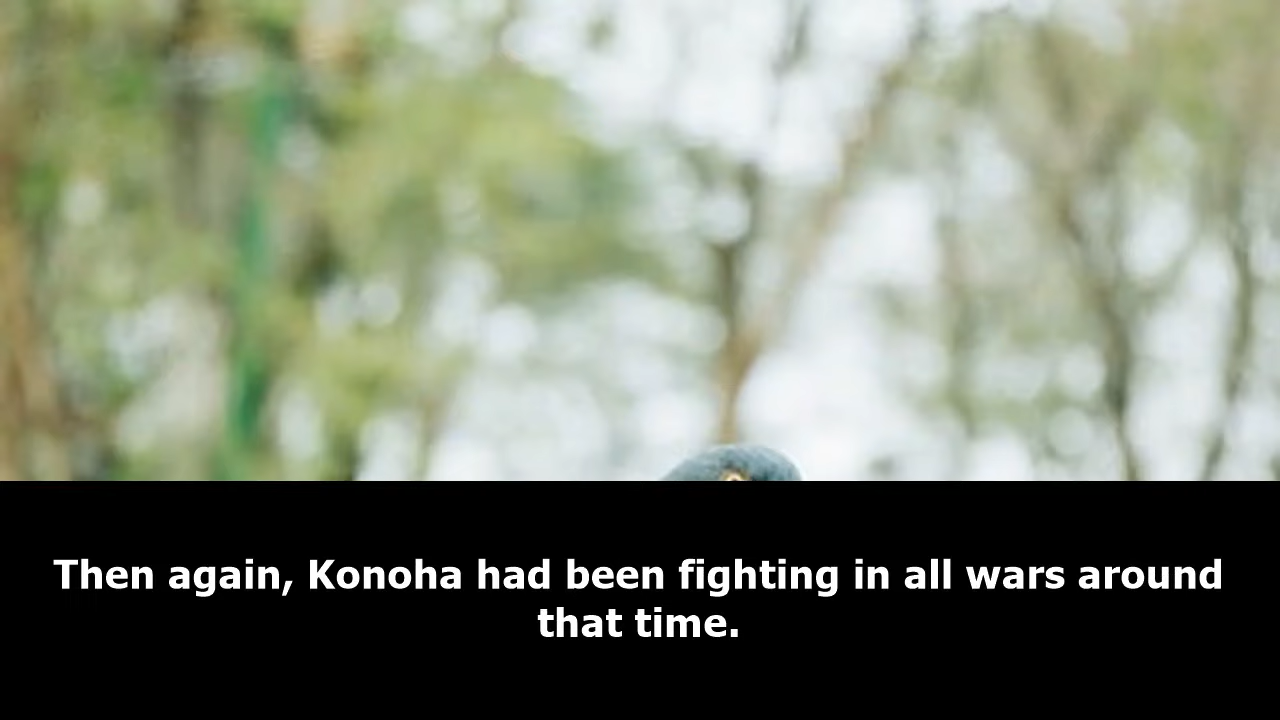 Then again, Konoha had been fighting in all wars around
that time.